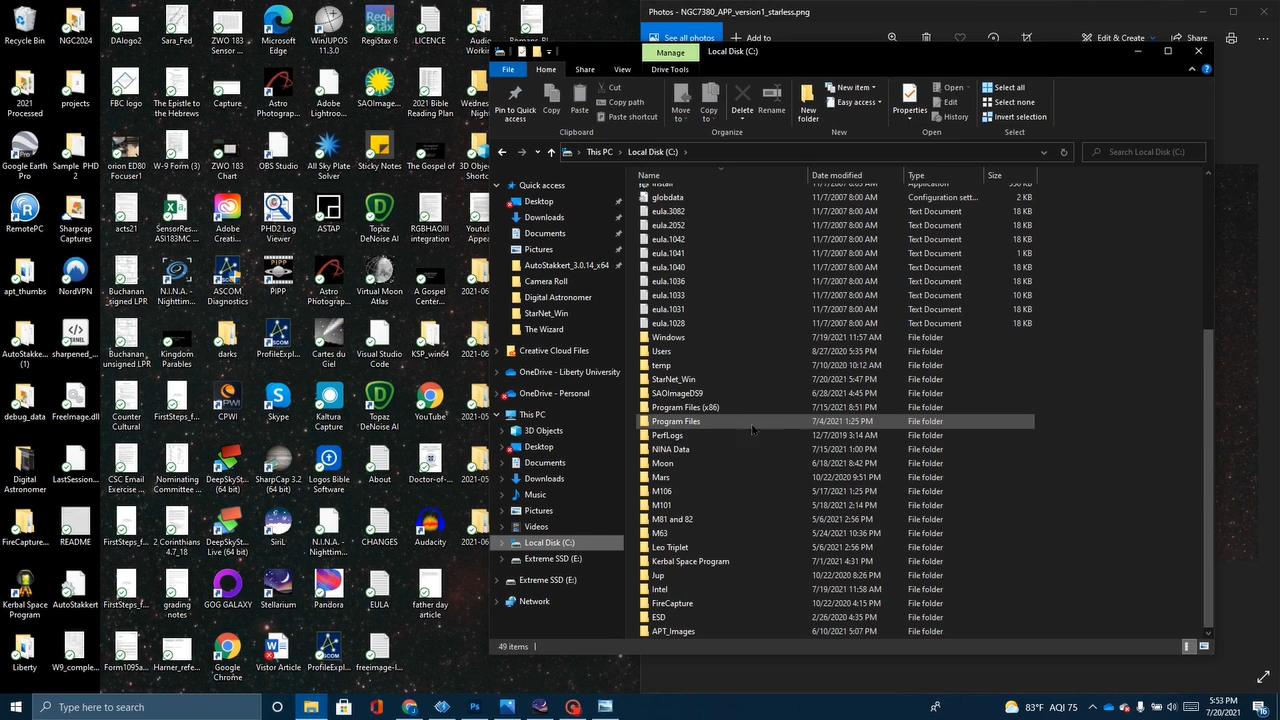 Photos - NGC7380_APP_version1_starless.png
See all photos
Add to
Edit & Create
Share
Manage
Local Disk (C:)
File
Home
Share
View
Drive Tools
Pin to Quick access
Copy
Paste
Cut
Copy path
Paste shortcut
Clipboard
Move to
Copy to
Delete
Rename
Organize
New folder
New item
Easy access
New
Properties
Open
Edit
History
Open
Select all
Select none
Invert selection
Select
This PC
Local Disk (C:)
Search Local Disk (C:)
Quick access
Desktop
Downloads
Documents
Pictures
AutoStakkert_3.0.14_x64
Camera Roll
Digital Astronomer
StarNet_Win
The Wizard
Creative Cloud Files
OneDrive - Liberty University
OneDrive - Personal
This PC
3D Objects
Desktop
Documents
Downloads
Music
Pictures
Videos
Local Disk (C:)
Extreme SSD (E:)
Extreme SSD (E:)
Network
Name Date modified Type Size
globdata 11/7/2007 8:00 AM Configuration sett... 2 KB
eula.3082 11/7/2007 8:00 AM Text Document 18 KB
eula.2052 11/7/2007 8:00 AM Text Document 18 KB
eula.1042 11/7/2007 8:00 AM Text Document 18 KB
eula.1041 11/7/2007 8:00 AM Text Document 1 KB
eula.1040 11/7/2007 8:00 AM Text Document 18 KB
eula.1036 11/7/2007 8:00 AM Text Document 18 KB
eula.1033 11/7/2007 8:00 AM Text Document 10 KB
eula.1031 11/7/2007 8:00 AM Text Document 18 KB
eula.1028 11/7/2007 8:00 AM Text Document 18 KB
Windows 7/19/2021 11:57 AM File folder
Users 8/27/2020 5:35 PM File folder
temp 7/10/2020 10:12 AM File folder
StarNet_Win 7/20/2021 5:47 PM File folder
SAOImageDS9 6/28/2021 4:45 PM File folder
Program Files (x86) 7/15/2021 8:51 PM File folder
Program Files 7/4/2021 1:25 PM File folder
PerfLogs 12/7/2019 3:14 AM File folder
NINA Data 7/15/2021 1:00 PM File folder
Moon 6/18/2021 8:42 PM File folder
Mars 10/22/2020 9:51 PM File folder
M106 5/17/2021 1:25 PM File folder
M101 5/18/2021 2:14 PM File folder
M81 and 82 5/6/2021 2:56 PM File folder
M63 5/24/2021 10:36 PM File folder
Leo Triplet 5/6/2021 2:56 PM File folder
Kerbal Space Program 7/1/2021 4:31 PM File folder
Jup 10/22/2020 8:26 PM File folder
Intel 7/19/2021 11:58 AM File folder
FireCapture 10/22/2020 4:15 PM File folder
ESD 2/26/2020 4:35 PM File folder
APT_Images 6/10/2021 5:07 PM File folder
49 items
Recycle Bin
NGC2024
DAlogo2
Sara_Fed
ZWO 183 Sensor ...
Microsoft Edge
WinJUPOS 11.3.0
RegiStax 6
LICENCE
2021 Processed
projects
FBC logo
The Epistle to the Hebrews
Capture
Astro Photograp...
Adobe Lightroom
SAOImage...
2021 Bible Reading Plan
Google Earth Pro
Sample_PHD 2
orion ED80 Datafuser1
W-9 Form (3)
ZWO 183 ...
OBS Studio
All Sky Plate Solver
Sticky Notes
The Gospel of
3D Objects Shortcut
RemotePC
Sharpcap Captures
acts21
SensorRes... ASI183MC...
Adobe Creati...
PHD2 Log Viewer
ASTAP
Topaz DeNoise AI
RGBHAOIII integration
apt_thumbs
NordVPN
Buchanan unsigned LPR
N.I.N.A. - Nighttim...
ASCOM Diagnostics
PIPP
Astro Photograp...
Virtual Moon Atlas
A Gospel Center...
AutoStakke... (1)
sharpened_...
Buchanan unsigned LPR
Kingdom Parables
darks
ProfileExpl...
Cartes du Ciel
Visual Studio Code
KSP_win64
debug_data
FreeImage.dl...
Counter Cultural
FirstSteps_f...
CPWI
Skype
Kaltura Capture
Topaz DeNoise AI
YouTube
Digital Astronomer
LastSession...
CSC Email Exercise ...
Nominating Committee ...
DeepSkySt... (64 bit)
SharpCap 3.2 (64 bit)
Logos Bible Software
About
Doctor-of-...
FireCapture...
README
FirstSteps_f...
2 Corinthians 4.7_18
DeepSkySt... Live (64 bit)
SiriL
N.I.N.A. - Nighttim...
CHANGES
Audacity
Kerbal Space Program
AutoStakkert
FirstSteps_f...
grading notes
GOG GALAXY
Stellarium
Pandora
EULA
father day article
Liberty
W9_comple...
Form1095a...
Harner_refe...
Google Chrome
Vistor Article
ProfileExpl...
freeimage-l...
Type here to search
83°F AQI 75
5:53 PM
7/20/2021
16